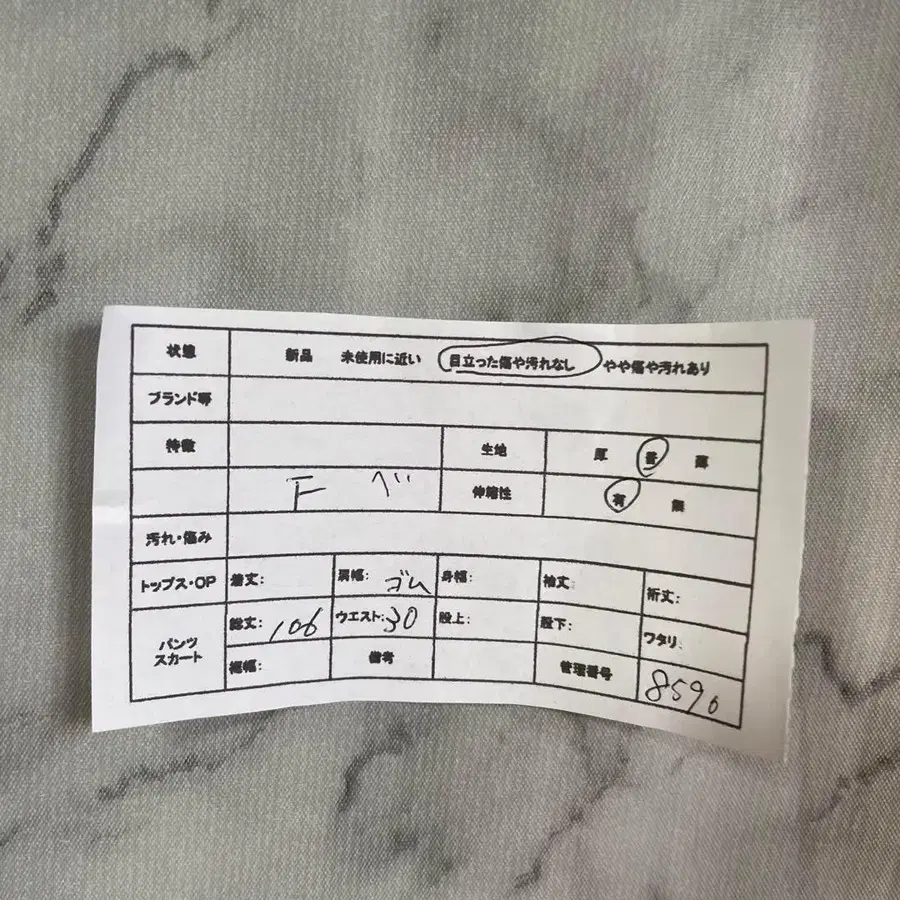 状態 新品 未使用に近い 目立った傷や汚れなし やや傷や汚れあり
ブランド等
特徴 生地 厚 普 薄
F ベ 伸縮性 有 無
汚れ・傷み
トップス・OP 着丈: 肩幅: ゴム 身幅: 袖丈: 裄丈:
パンツ スカート 総丈: 106 ウエスト: 30 股上: 股下: ワタリ:
裾幅: 備考 管理番号 8590